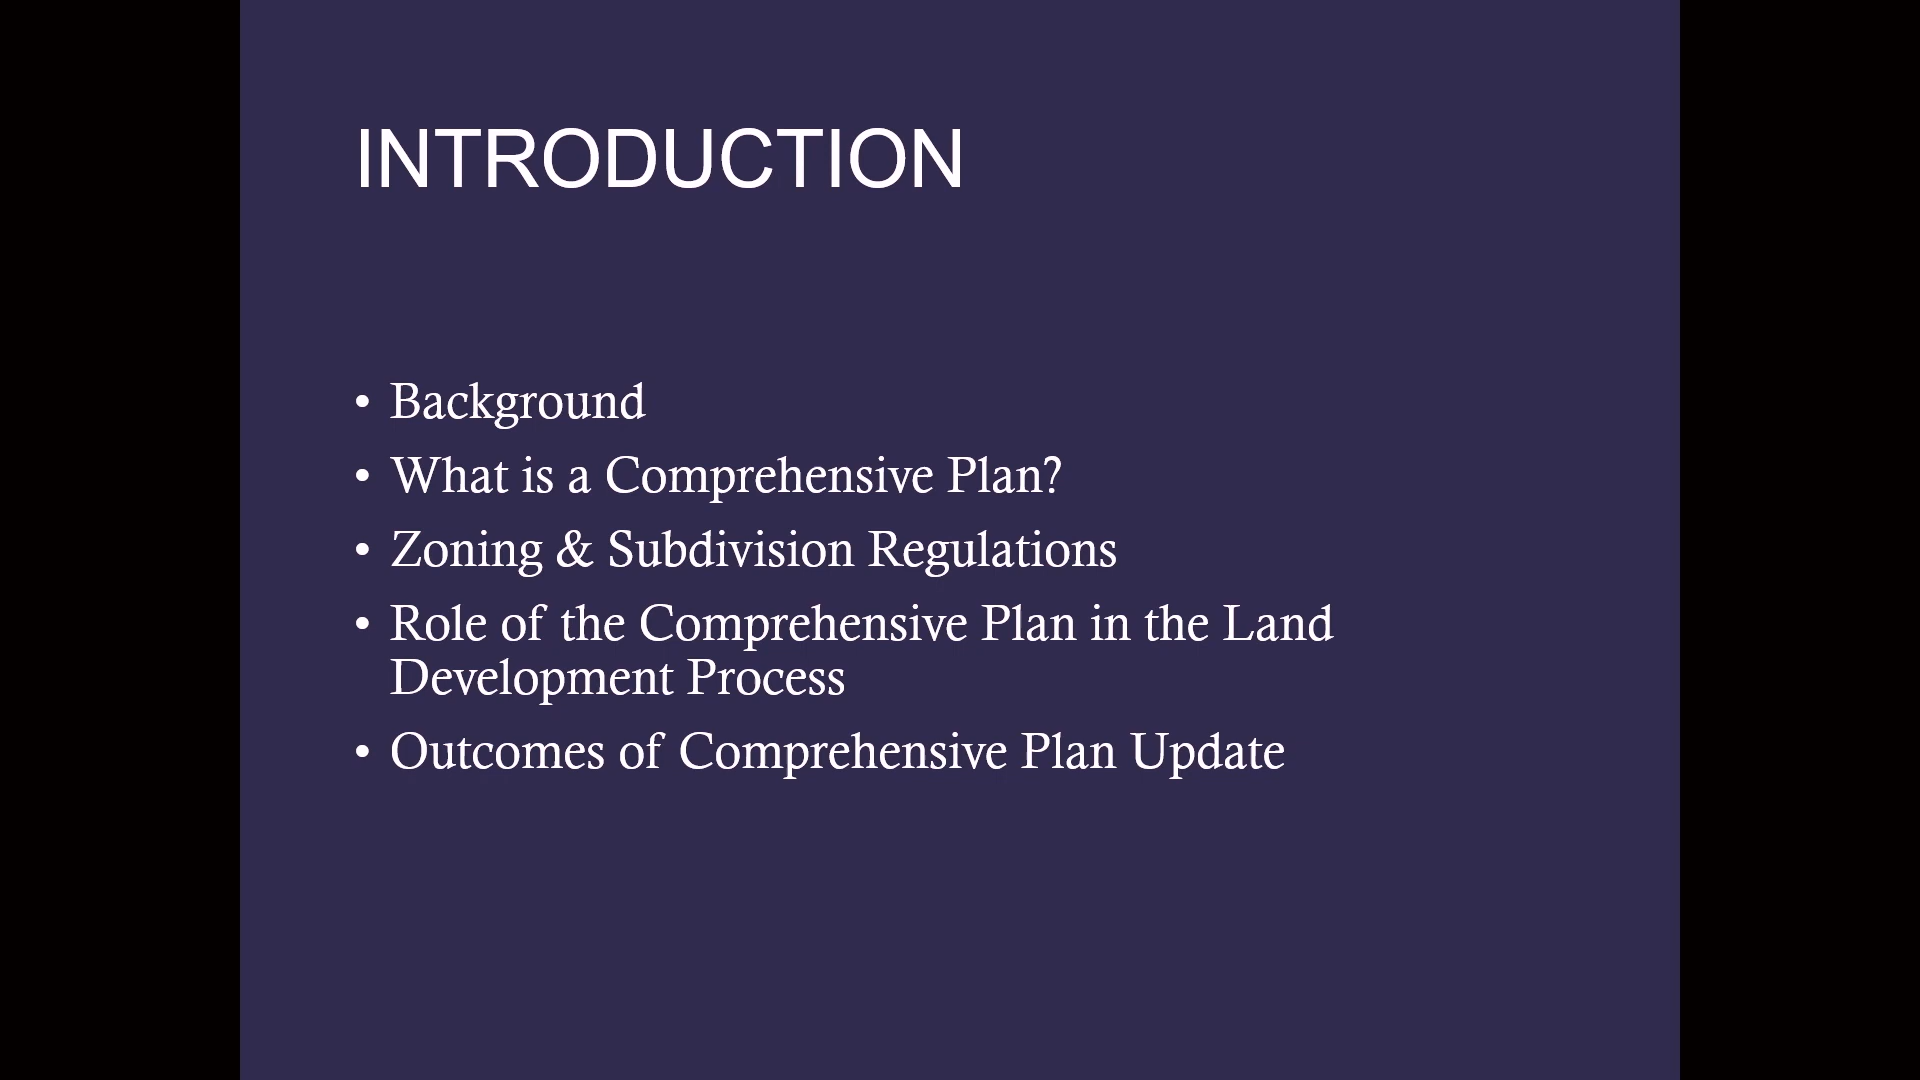 INTRODUCTION
• Background
• What is a Comprehensive Plan?
• Zoning & Subdivision Regulations
• Role of the Comprehensive Plan in the Land
Development Process
• Outcomes of Comprehensive Plan Update